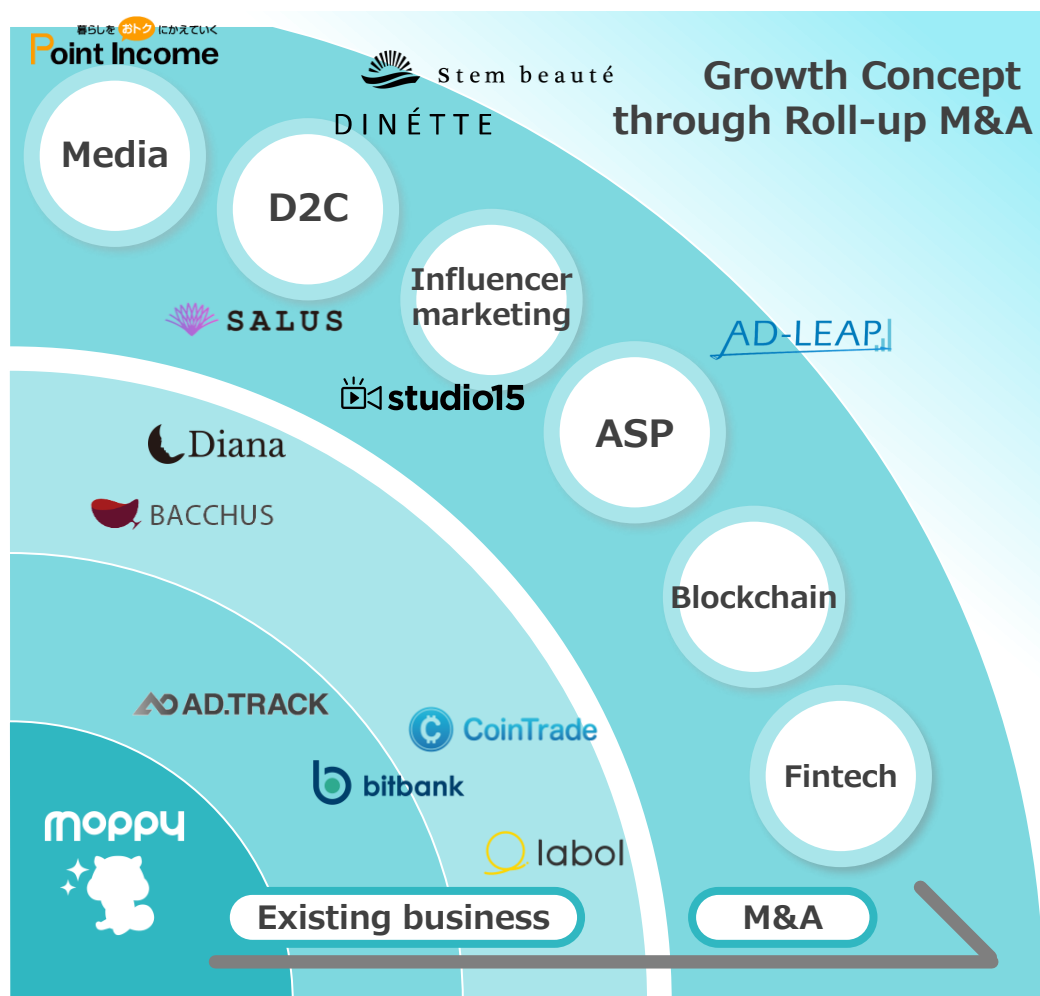 暮らしを おトク にかえていく
Point Income
Stem beauté
DINÉTTE
Growth Concept
through Roll-up M&A
Media
D2C
Influencer
marketing
SALUS
AD-LEAP
studio15
ASP
Diana
BACCHUS
Blockchain
AD.TRACK
CoinTrade
bitbank
Fintech
moppy
labol
Existing business
M&A